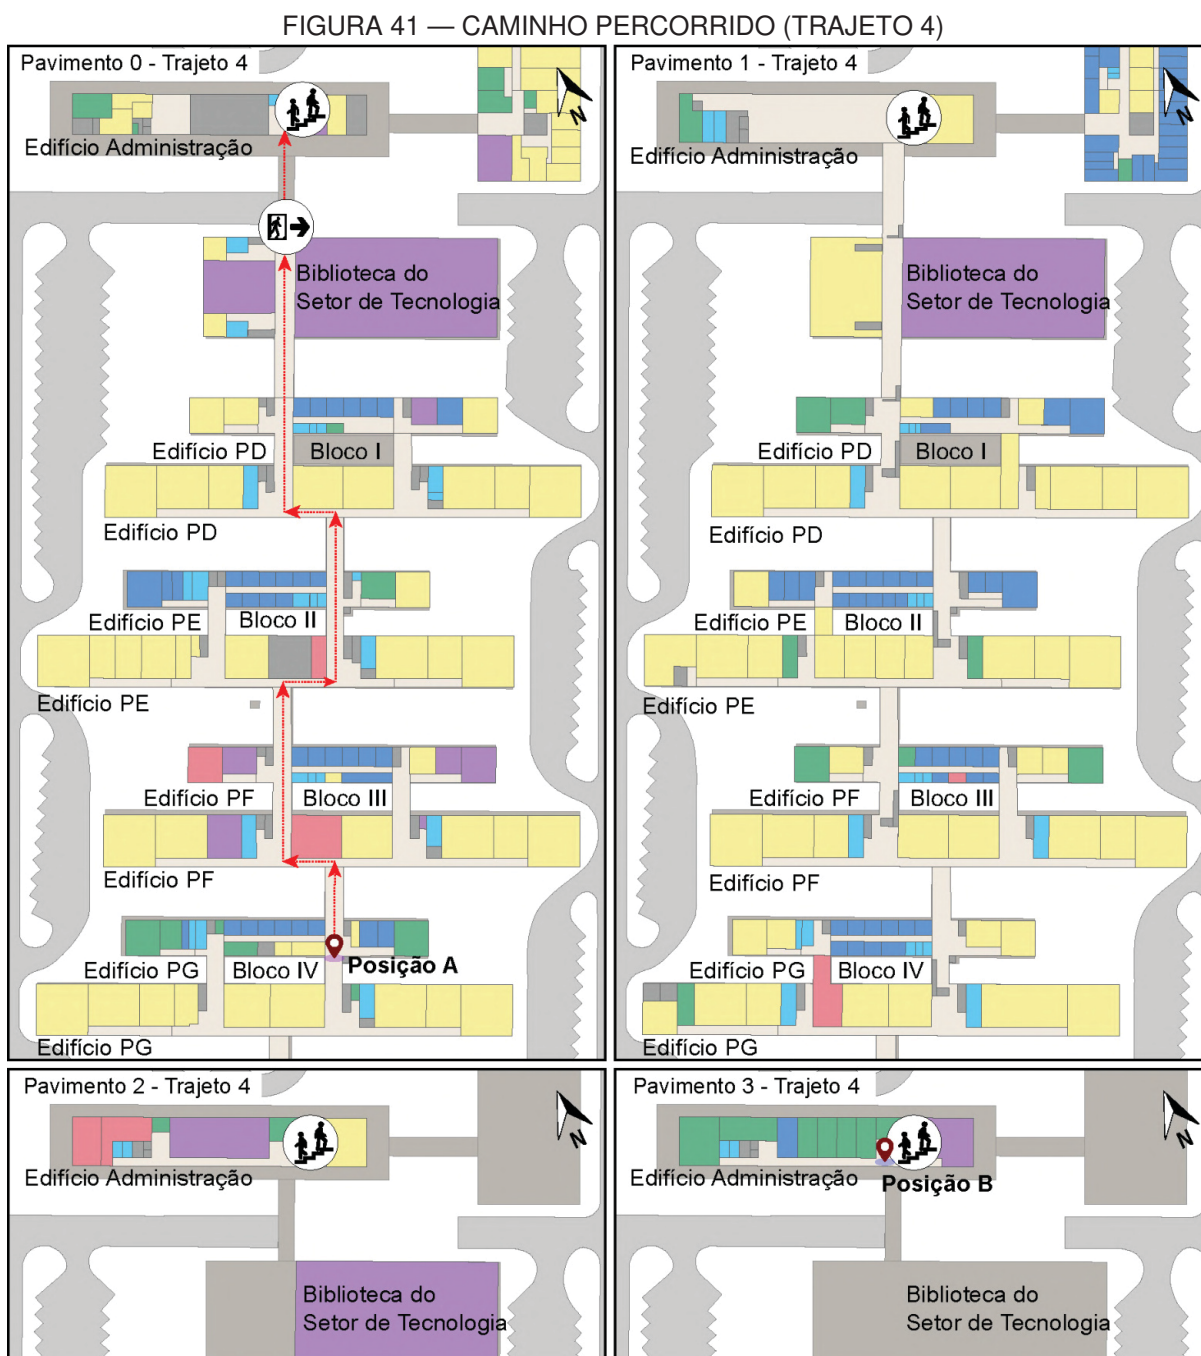 FIGURA 41 — CAMINHO PERCORRIDO (TRAJETO 4)
Pavimento 0 - Trajeto 4
N
Edifício Administração
Biblioteca do
Setor de Tecnologia
Edifício PD
Bloco I
Edifício PD
Edifício PE
Bloco II
Edifício PE
Edifício PF
Bloco III
Edifício PF
Edifício PG
Bloco IV
Posição A
Edifício PG
Pavimento 1 - Trajeto 4
N
Edifício Administração
Biblioteca do
Setor de Tecnologia
Edifício PD
Bloco I
Edifício PD
Edifício PE
Bloco II
Edifício PE
Edifício PF
Bloco III
Edifício PF
Edifício PG
Bloco IV
Edifício PG
Pavimento 2 - Trajeto 4
N
Edifício Administração
Biblioteca do
Setor de Tecnologia
Pavimento 3 - Trajeto 4
N
Edifício Administração
Posição B
Biblioteca do
Setor de Tecnologia